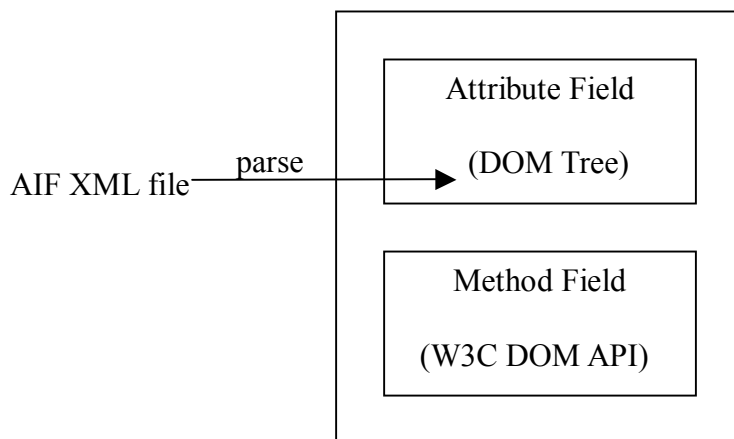 Attribute Field
(DOM Tree)
parse
AIF XML file
Method Field
(W3C DOM API)